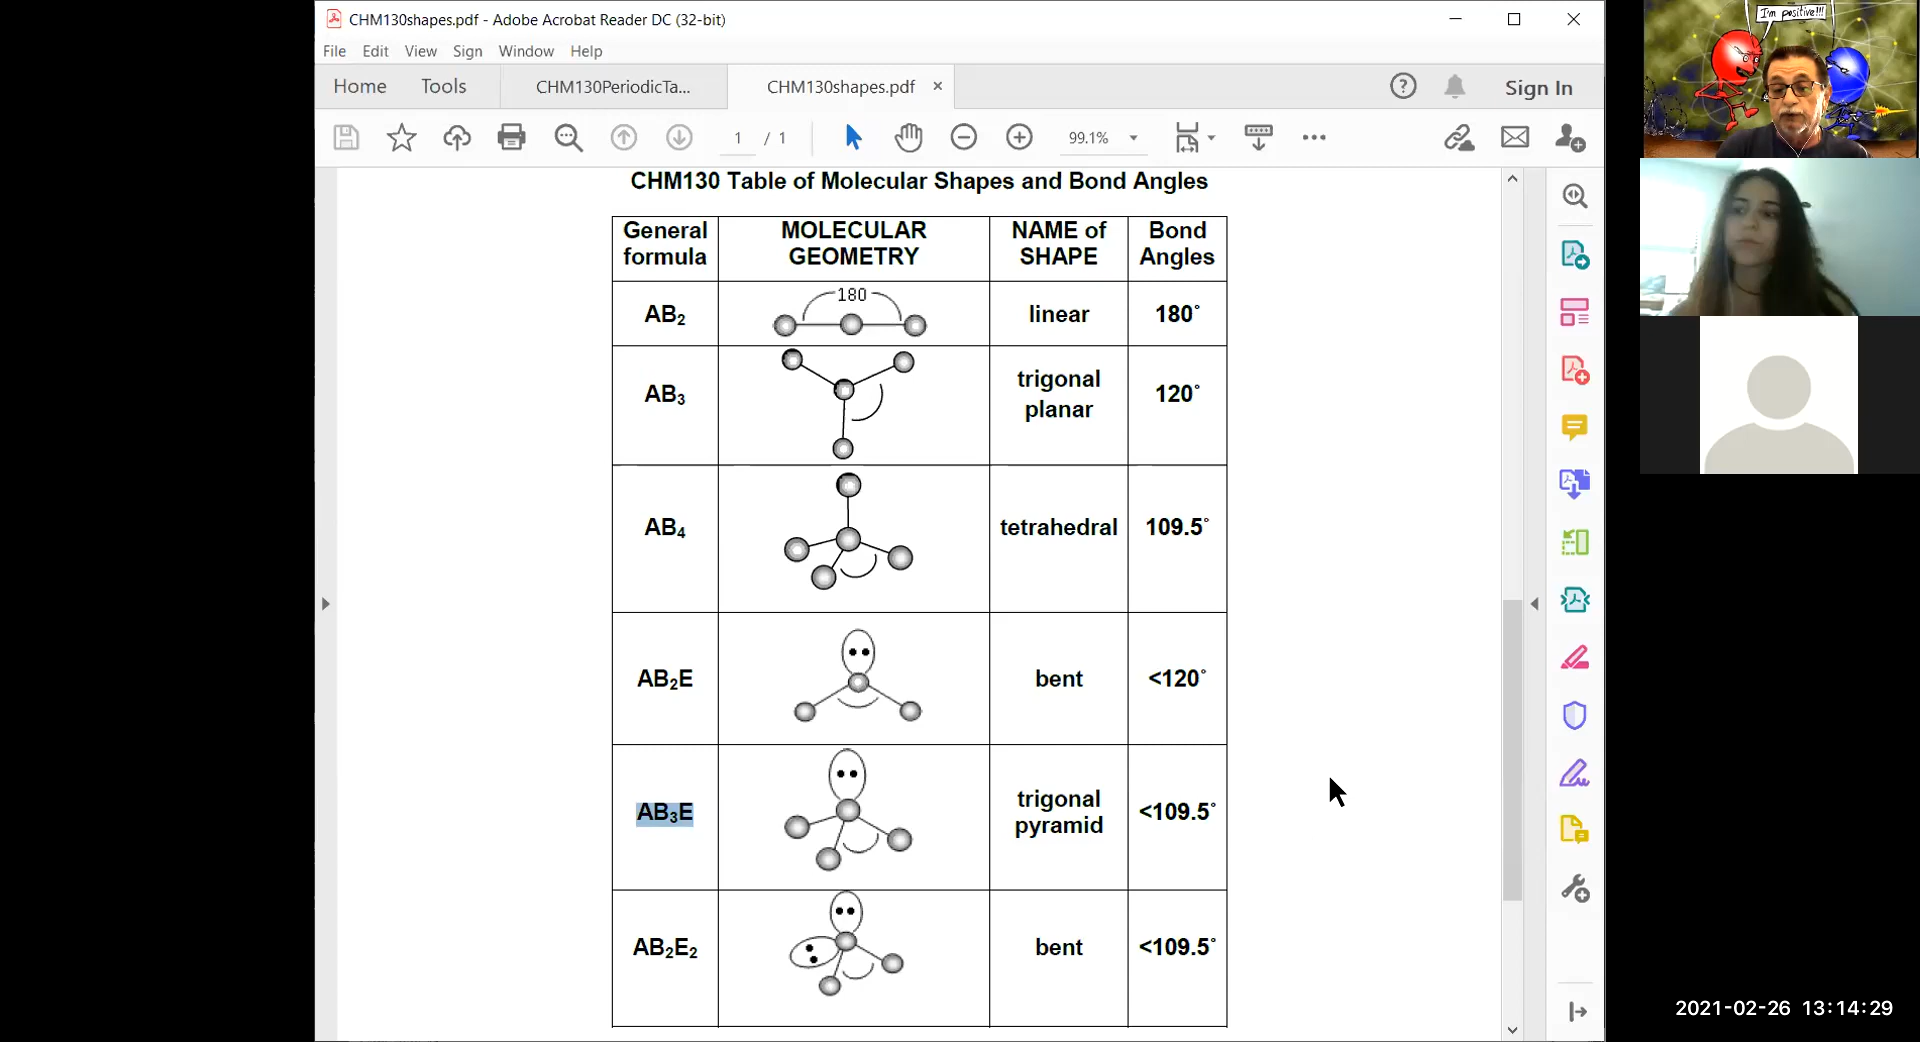 CHM130shapes.pdf - Adobe Acrobat Reader DC (32-bit)
File Edit View Sign Window Help
Home Tools CHM130PeriodicTa... CHM130shapes.pdf × Sign In
1 / 1 99.1%
CHM130 Table of Molecular Shapes and Bond Angles
General formula
MOLECULAR GEOMETRY
NAME of SHAPE
Bond Angles
AB₂ 180 linear 180°
AB₃ trigonal planar 120°
AB₄ tetrahedral 109.5°
AB₂E bent <120°
AB₃E trigonal pyramid <109.5°
AB₂E₂ bent <109.5°
I'm positive!!!
2021-02-26 13:14:29